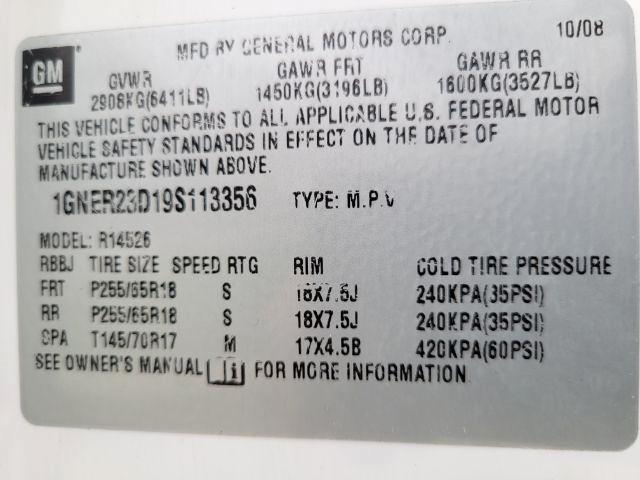 GM
MFD BY GENERAL MOTORS CORP. 10/08
GVWR GAWR FRT GAWR RR
2908KG(6411LB) 1450KG(3196LB) 1600KG(3527LB)
THIS VEHICLE CONFORMS TO ALL APPLICABLE U.S. FEDERAL MOTOR
VEHICLE SAFETY STANDARDS IN EFFECT ON THE DATE OF
MANUFACTURE SHOWN ABOVE.
1GNER23D19S113356 TYPE: M.P.V
MODEL: R14526
RBBJ TIRE SIZE SPEED RTG RIM COLD TIRE PRESSURE
FRT P255/65R18 S 18X7.5J 240KPA(35PSI)
RR P255/65R18 S 18X7.5J 240KPA(35PSI)
SPA T145/70R17 M 17X4.5B 420KPA(60PSI)
SEE OWNER'S MANUAL FOR MORE INFORMATION